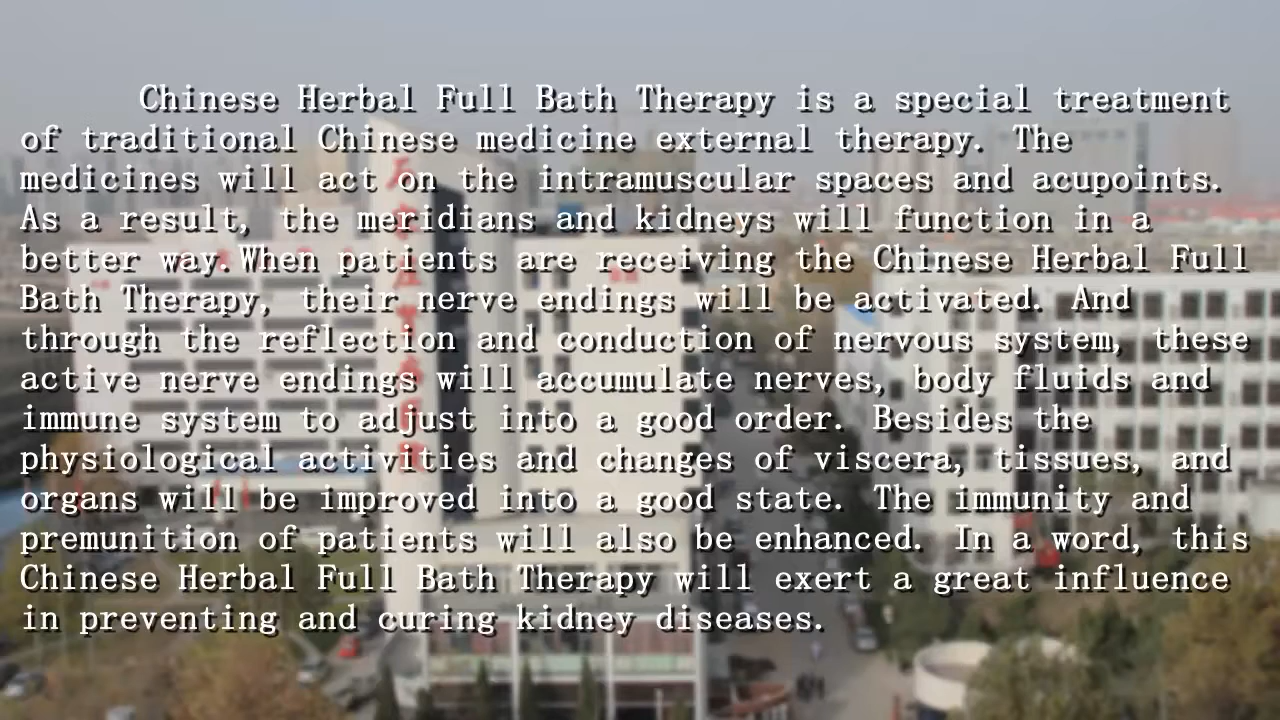 Chinese Herbal Full Bath Therapy is a special treatment
of traditional Chinese medicine external therapy. The
medicines will act on the intramuscular spaces and acupoints.
As a result, the meridians and kidneys will function in a
better way.When patients are receiving the Chinese Herbal Full
Bath Therapy, their nerve endings will be activated. And
through the reflection and conduction of nervous system, these
active nerve endings will accumulate nerves, body fluids and
immune system to adjust into a good order. Besides the
physiological activities and changes of viscera, tissues, and
organs will be improved into a good state. The immunity and
premunition of patients will also be enhanced. In a word, this
Chinese Herbal Full Bath Therapy will exert a great influence
in preventing and curing kidney diseases.